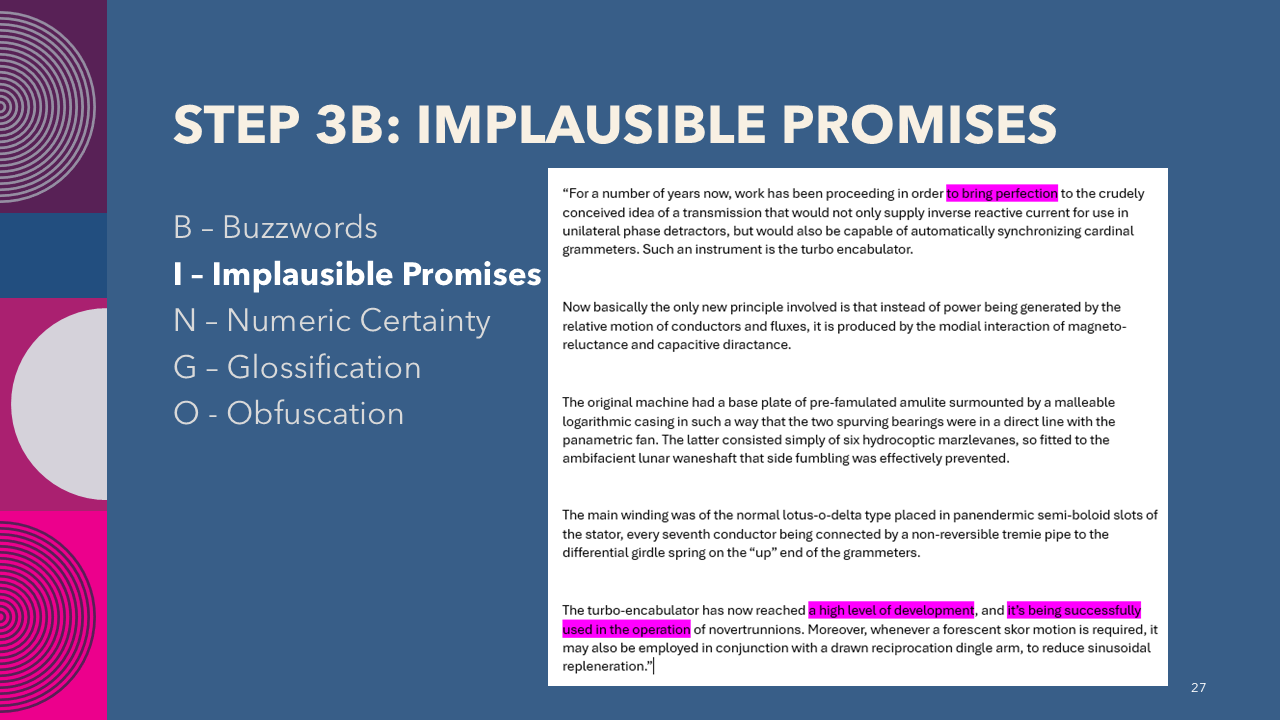 STEP 3B: IMPLAUSIBLE PROMISES
B – Buzzwords
I – Implausible Promises
N – Numeric Certainty
G – Glossification
O - Obfuscation
“For a number of years now, work has been proceeding in order to bring perfection to the crudely
conceived idea of a transmission that would not only supply inverse reactive current for use in
unilateral phase detractors, but would also be capable of automatically synchronizing cardinal
grammeters. Such an instrument is the turbo encabulator.
Now basically the only new principle involved is that instead of power being generated by the
relative motion of conductors and fluxes, it is produced by the modial interaction of magneto-
reluctance and capacitive diractance.
The original machine had a base plate of pre-famulated amulite surmounted by a malleable
logarithmic casing in such a way that the two spurving bearings were in a direct line with the
panametric fan. The latter consisted simply of six hydrocoptic marzlevanes, so fitted to the
ambifacient lunar waneshaft that side fumbling was effectively prevented.
The main winding was of the normal lotus-o-delta type placed in panendermic semi-boloid slots of
the stator, every seventh conductor being connected by a non-reversible tremie pipe to the
differential girdle spring on the “up” end of the grammeters.
The turbo-encabulator has now reached a high level of development, and it’s being successfully
used in the operation of novertrunnions. Moreover, whenever a forescent skor motion is required, it
may also be employed in conjunction with a drawn reciprocation dingle arm, to reduce sinusoidal
repleneration.”
27